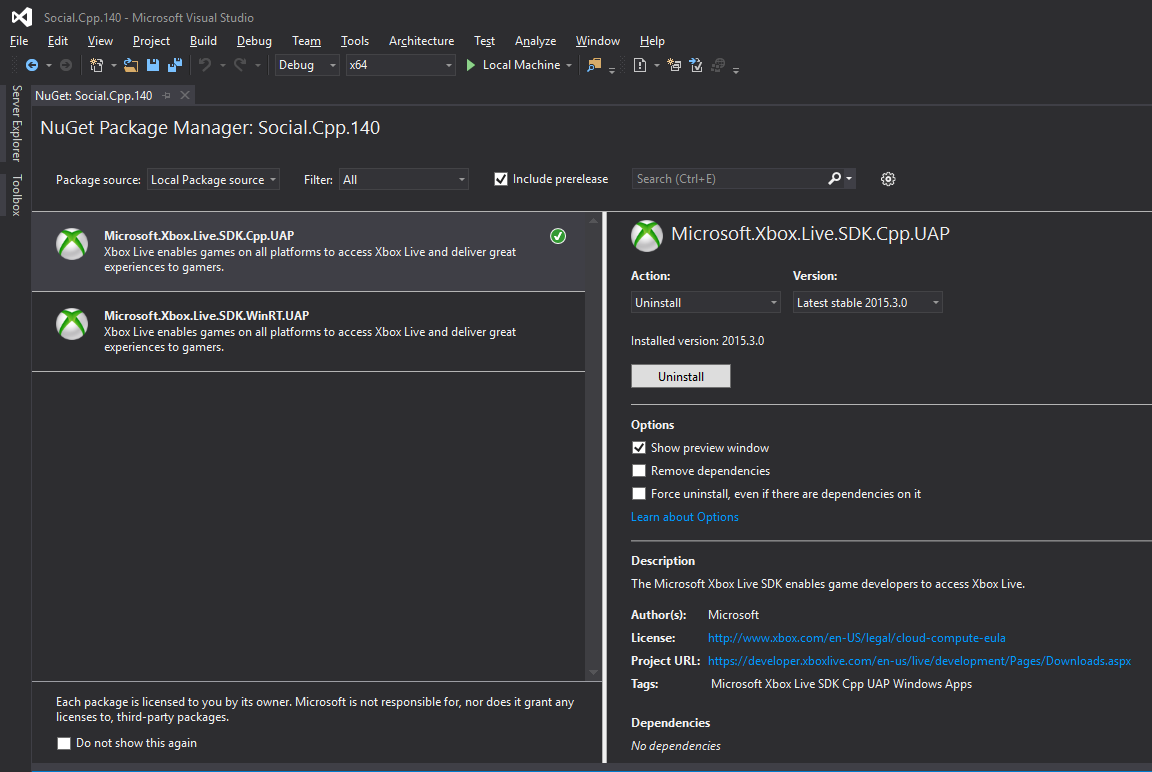 Social.Cpp.140 - Microsoft Visual Studio
File Edit View Project Build Debug Team Tools Architecture Test Analyze Window Help
Debug x64 Local Machine
Server Explorer
Toolbox
NuGet: Social.Cpp.140
NuGet Package Manager: Social.Cpp.140
Package source: Local Package source Filter: All Include prerelease Search (Ctrl+E)
Microsoft.Xbox.Live.SDK.Cpp.UAP
Xbox Live enables games on all platforms to access Xbox Live and deliver great
experiences to gamers.
Microsoft.Xbox.Live.SDK.WinRT.UAP
Xbox Live enables games on all platforms to access Xbox Live and deliver great
experiences to gamers.
Each package is licensed to you by its owner. Microsoft is not responsible for, nor does it grant any
licenses to, third-party packages.
Do not show this again
Microsoft.Xbox.Live.SDK.Cpp.UAP
Action: Version:
Uninstall Latest stable 2015.3.0
Installed version: 2015.3.0
Uninstall
Options
Show preview window
Remove dependencies
Force uninstall, even if there are dependencies on it
Learn about Options
Description
The Microsoft Xbox Live SDK enables game developers to access Xbox Live.
Author(s): Microsoft
License: http://www.xbox.com/en-US/legal/cloud-compute-eula
Project URL: https://developer.xboxlive.com/en-us/live/development/Pages/Downloads.aspx
Tags: Microsoft Xbox Live SDK Cpp UAP Windows Apps
Dependencies
No dependencies